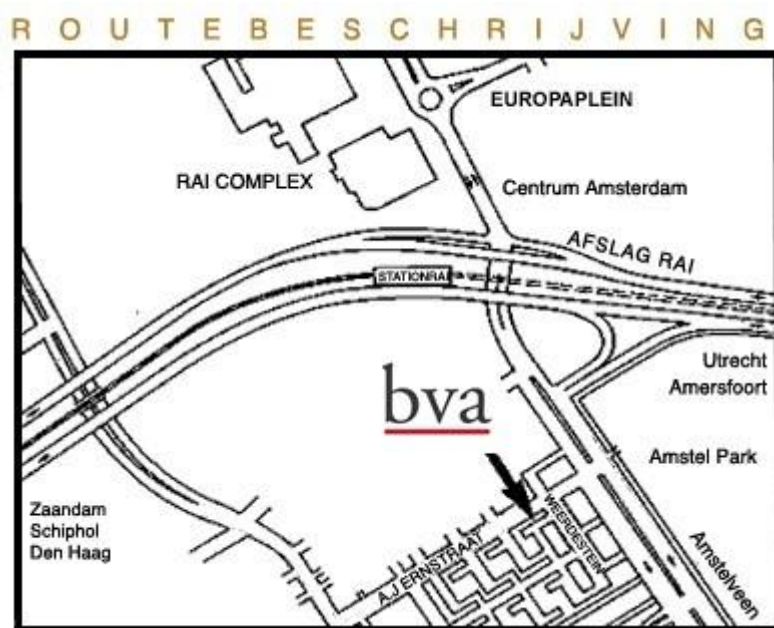 ROUTEBESCHRIJVING
EUROPAPLEIN
RAI COMPLEX
Centrum Amsterdam
AFSLAG RAI
STATIONRAI
Utrecht
Amersfoort
bva
Amstel Park
Zaandam
Schiphol
Den Haag
WEERDESTEIN
A.J ERNSTRAAT
Amstelveen